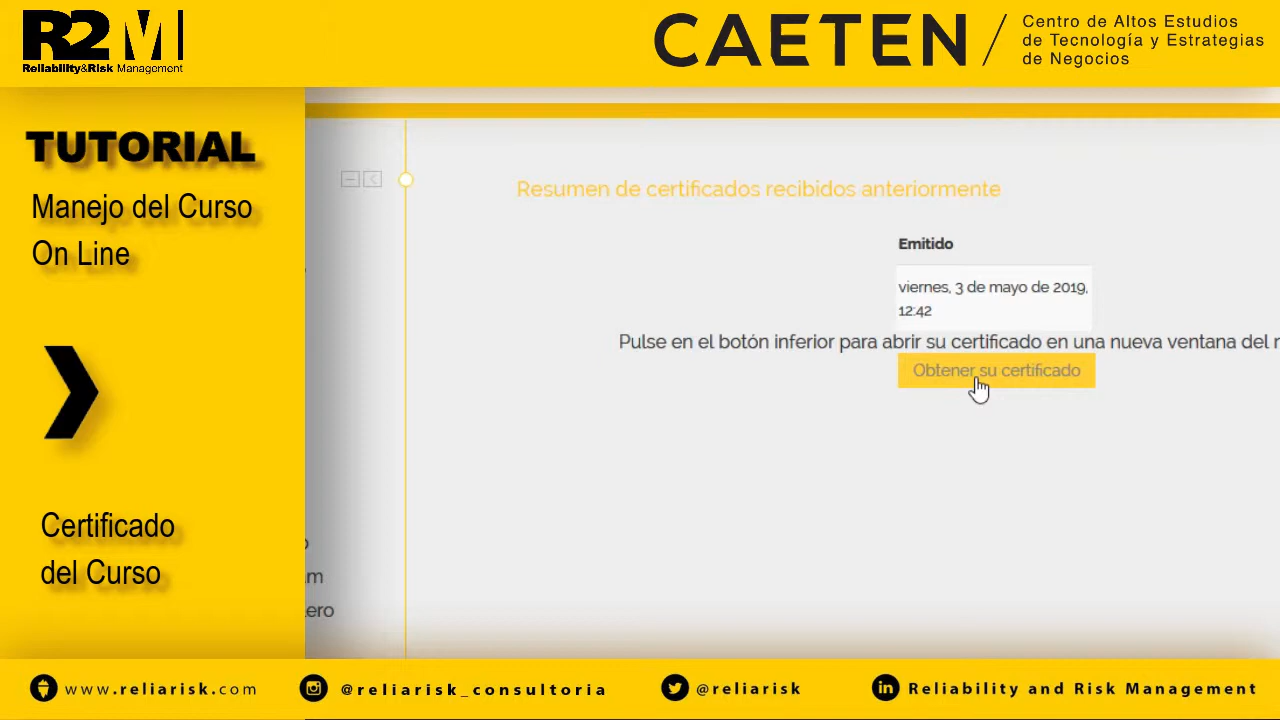 R2M
Reliability&Risk Management
CAETEN
Centro de Altos Estudios
de Tecnología y Estrategias
de Negocios
TUTORIAL
Manejo del Curso
On Line
Certificado
del Curso
Resumen de certificados recibidos anteriormente
Emitido
viernes, 3 de mayo de 2019,
12:42
Pulse en el botón inferior para abrir su certificado en una nueva ventana del
Obtener su certificado
www.reliarisk.com
@reliarisk_consultoria
@reliarisk
Reliability and Risk Management